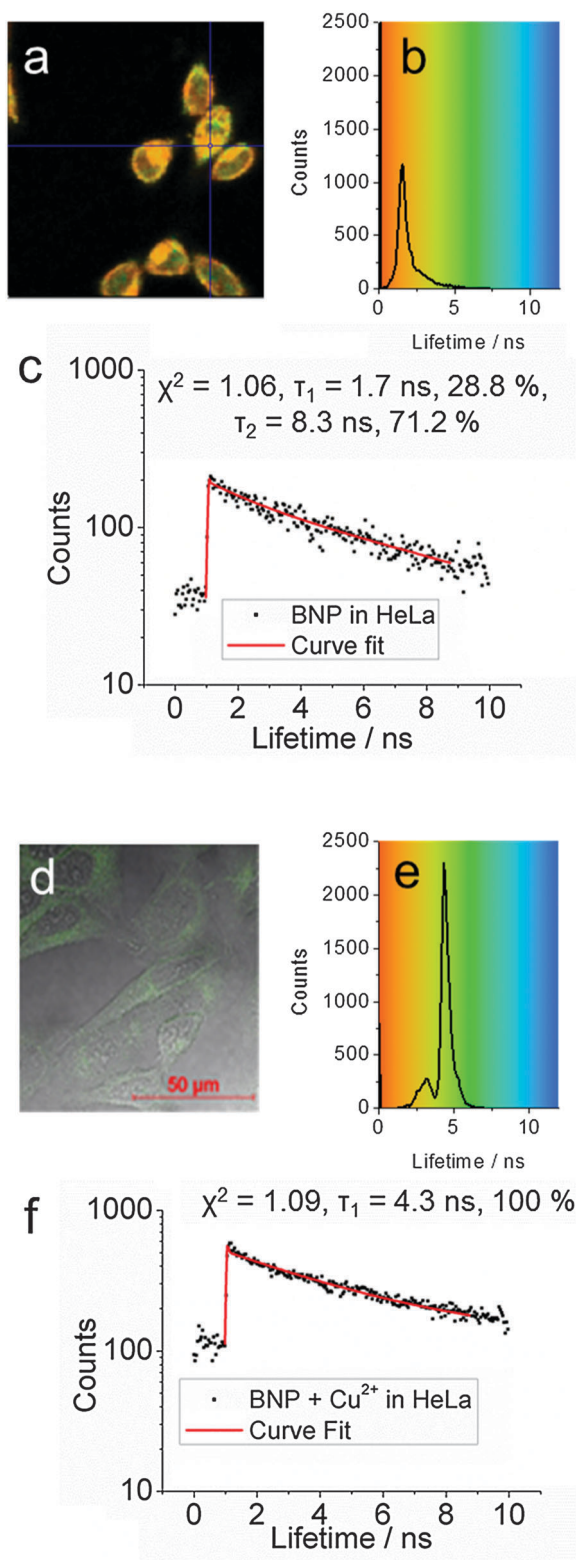 a
b
2500
2000
1500
1000
500
0
Counts
0 5 10
Lifetime / ns
c
χ² = 1.06, τ₁ = 1.7 ns, 28.8 %,
τ₂ = 8.3 ns, 71.2 %
1000
100
10
Counts
BNP in HeLa
Curve fit
0 2 4 6 8 10
Lifetime / ns
d
50 µm
e
2500
2000
1500
1000
500
0
Counts
0 5 10
Lifetime / ns
f
χ² = 1.09, τ₁ = 4.3 ns, 100 %
1000
100
10
Counts
BNP + Cu²⁺ in HeLa
Curve Fit
0 2 4 6 8 10
Lifetime / ns